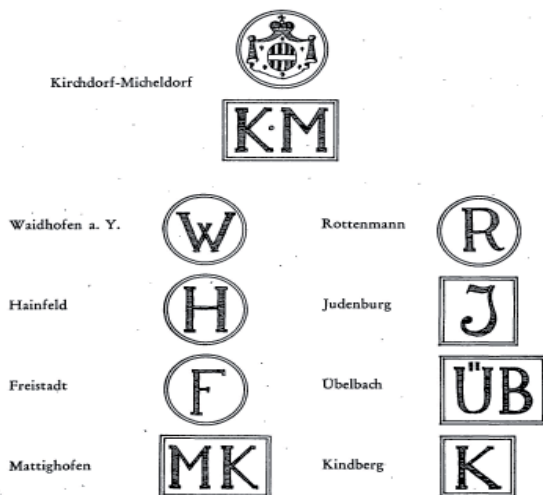 Kirchdorf-Micheldorf
K·M
Waidhofen a. Y.
W
Rottenmann
R
Hainfeld
H
Judenburg
J
Freistadt
F
Übelbach
ÜB
Mattighofen
MK
Kindberg
K